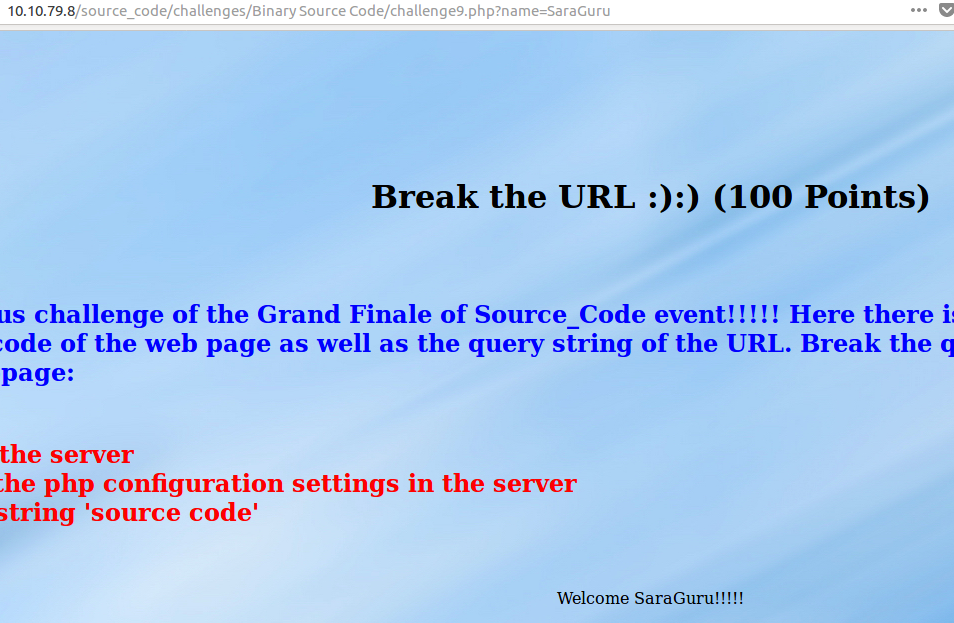 10.10.79.8/source_code/challenges/Binary Source Code/challenge9.php?name=SaraGuru
Break the URL :):) (100 Points)
us challenge of the Grand Finale of Source_Code event!!!!! Here there is
code of the web page as well as the query string of the URL. Break the q
page:
the server
the php configuration settings in the server
string 'source code'
Welcome SaraGuru!!!!!